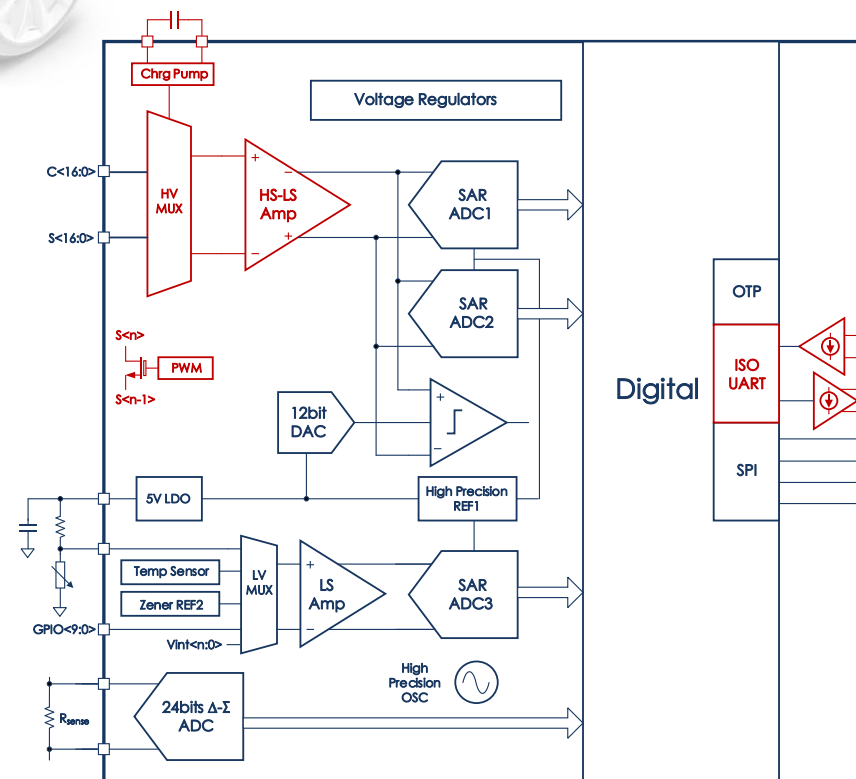 Chrg Pump
Voltage Regulators
C<16:0>
HV
MUX
+
−
HS-LS
Amp
−
+
SAR
ADC1
S<16:0>
SAR
ADC2
OTP
S<n>
PWM
S<n-1>
ISO
UART
Digital
12bit
DAC
+
−
SPI
5V LDO
High Precision
REF1
Temp Sensor
Zener REF2
LV
MUX
+
−
LS
Amp
SAR
ADC3
GPIO<9:0>
Vint<n:0>
High
Precision
OSC
Rsense
24bits Δ-Σ
ADC